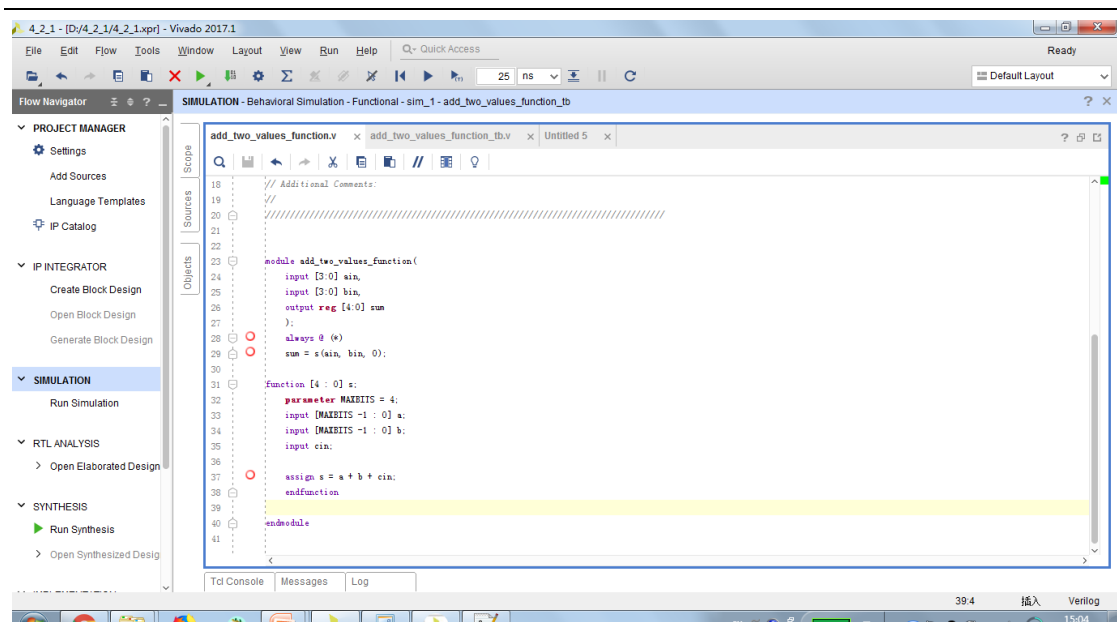 4_2_1 - [D:/4_2_1/4_2_1.xpr] - Vivado 2017.1
File Edit Flow Tools Window Layout View Run Help Q- Quick Access Ready
25 ns Default Layout
Flow Navigator ? SIMULATION - Behavioral Simulation - Functional - sim_1 - add_two_values_function_tb ?
PROJECT MANAGER
Settings
Add Sources
Language Templates
IP Catalog
IP INTEGRATOR
Create Block Design
Open Block Design
Generate Block Design
SIMULATION
Run Simulation
RTL ANALYSIS
Open Elaborated Design
SYNTHESIS
Run Synthesis
Open Synthesized Desig
Scope
Sources
Objects
add_two_values_function.v x add_two_values_function_tb.v x Untitled 5 x
18 // Additional Comments:
19 //
20 //////////////////////////////////////////////////////////////////////////////////
21
22
23 module add_two_values_function(
24 input [3:0] ain,
25 input [3:0] bin,
26 output reg [4:0] sum
27 );
28 always @ (*)
29 sum = s(ain, bin, 0);
30
31 function [4 : 0] s;
32 parameter MAXBITS = 4;
33 input [MAXBITS -1 : 0] a;
34 input [MAXBITS -1 : 0] b;
35 input cin;
36
37 assign s = a + b + cin;
38 endfunction
39
40 endmodule
41
Tcl Console Messages Log
39:4 插入 Verilog
15:04